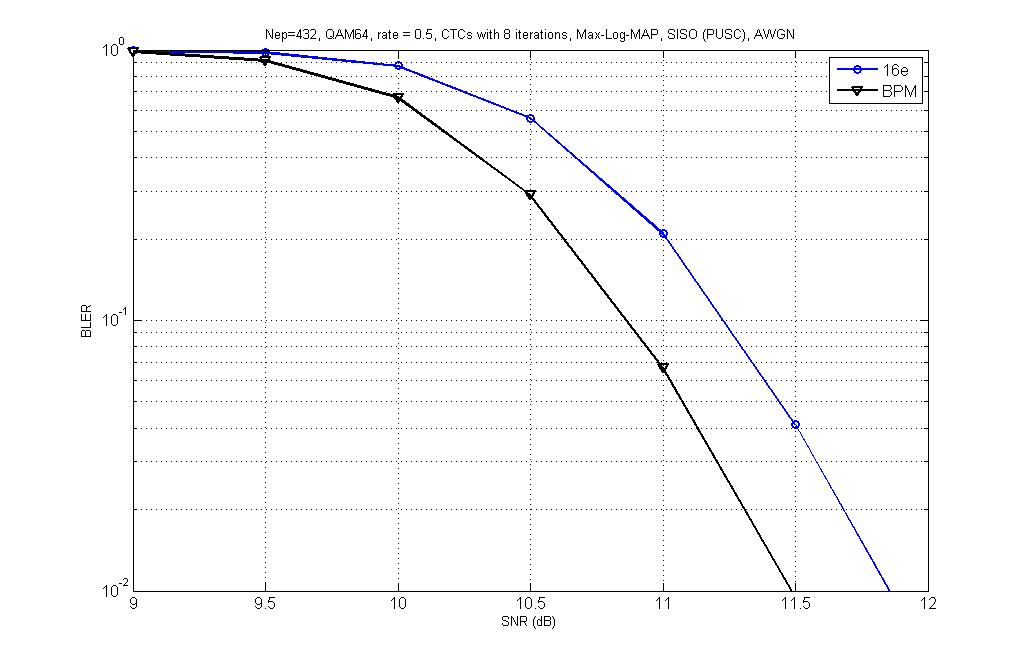 Nep=432, QAM64, rate = 0.5, CTCs with 8 iterations, Max-Log-MAP, SISO (PUSC), AWGN
10^0
16e
BPM
BLER
10^-1
10^-2
9 9.5 10 10.5 11 11.5 12
SNR (dB)